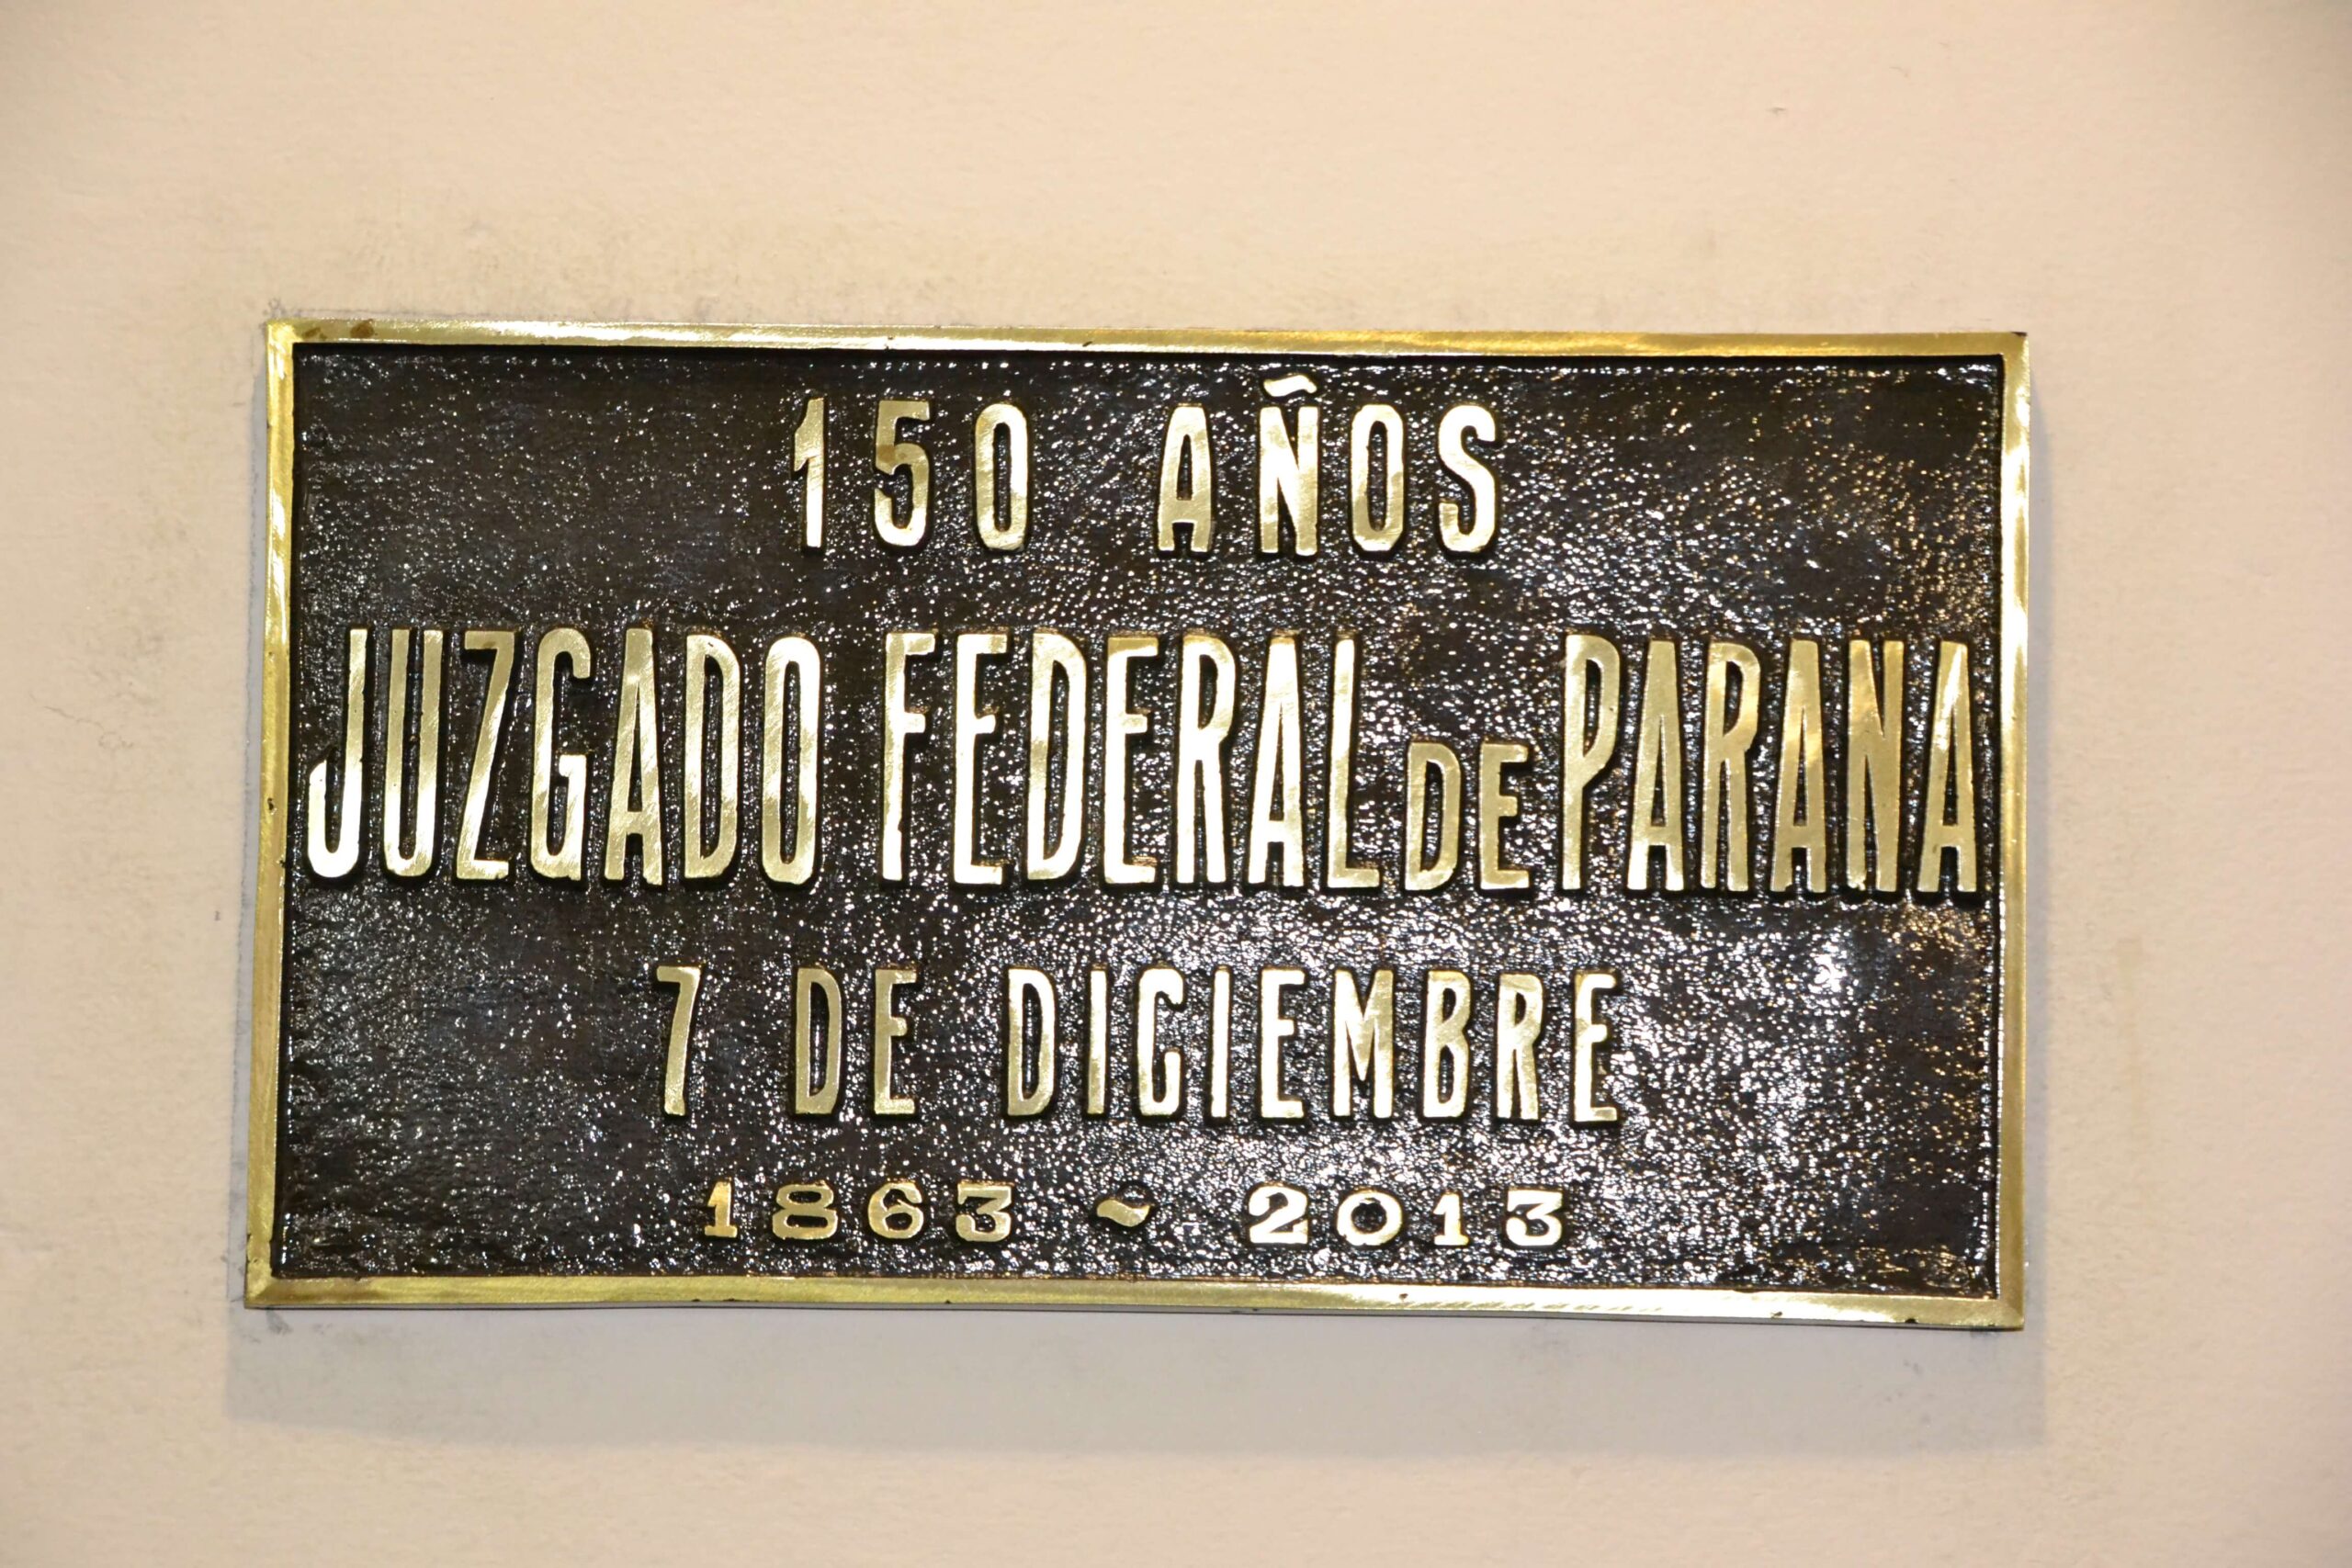 150 AÑOS
JUZGADO FEDERAL DE PARANA
7 DE DICIEMBRE
1863 ~ 2013